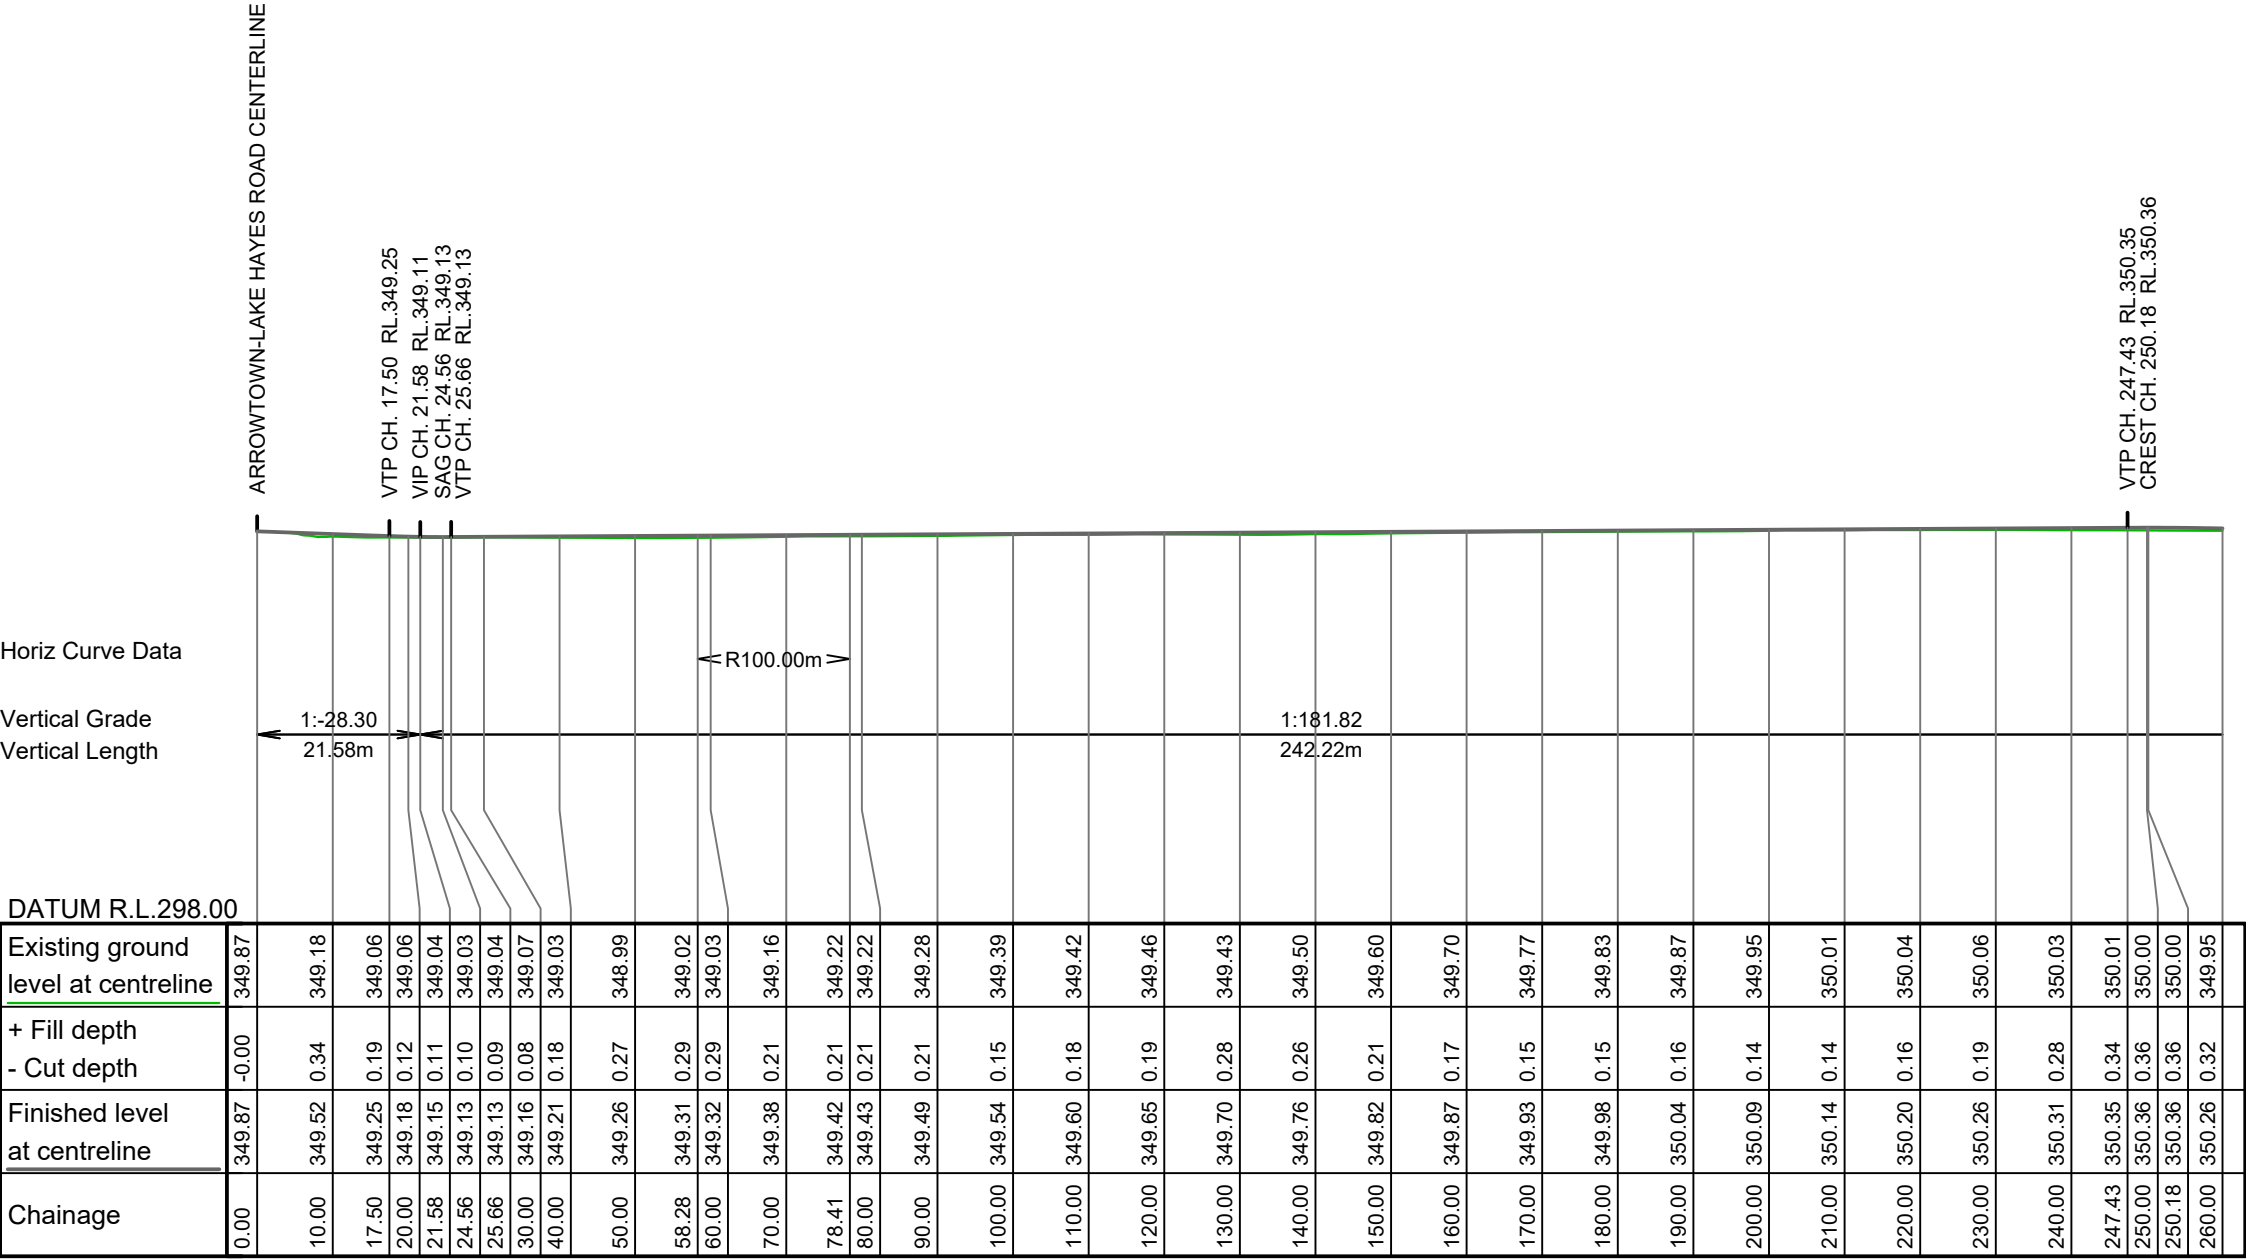 ARROWTOWN-LAKE HAYES ROAD CENTERLINE
VTP CH. 17.50 RL.349.25
VIP CH. 21.58 RL.349.11
SAG CH. 24.56 RL.349.13
VTP CH. 25.66 RL.349.13
VTP CH. 247.43 RL.350.35
CREST CH. 250.18 RL.350.36
Horiz Curve Data
R100.00m
Vertical Grade
1:-28.30
1:181.82
Vertical Length
21.58m
242.22m
DATUM R.L.298.00
Existing ground
level at centreline
349.87 349.18 349.06 349.06 349.04 349.03 349.04 349.07 349.03 348.99 349.02 349.03 349.16 349.22 349.22 349.28 349.39 349.42 349.46 349.43 349.50 349.60 349.70 349.77 349.83 349.87 349.95 350.01 350.04 350.06 350.03 350.01 350.00 350.00 349.95
+ Fill depth
- Cut depth
-0.00 0.34 0.19 0.12 0.11 0.10 0.09 0.08 0.18 0.27 0.29 0.29 0.21 0.21 0.21 0.21 0.15 0.18 0.19 0.28 0.26 0.21 0.17 0.15 0.15 0.16 0.14 0.14 0.16 0.19 0.28 0.34 0.36 0.36 0.32
Finished level
at centreline
349.87 349.52 349.25 349.18 349.15 349.13 349.13 349.16 349.21 349.26 349.31 349.32 349.38 349.42 349.43 349.49 349.54 349.60 349.65 349.70 349.76 349.82 349.87 349.93 349.98 350.04 350.09 350.14 350.20 350.26 350.31 350.35 350.36 350.36 350.26
Chainage
0.00 10.00 17.50 20.00 21.58 24.56 25.66 30.00 40.00 50.00 58.28 60.00 70.00 78.41 80.00 90.00 100.00 110.00 120.00 130.00 140.00 150.00 160.00 170.00 180.00 190.00 200.00 210.00 220.00 230.00 240.00 247.43 250.00 250.18 260.00